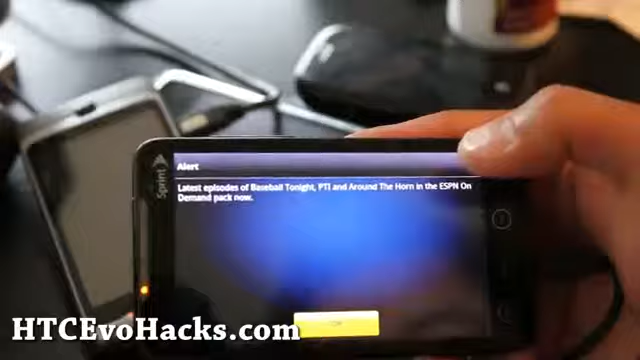 Sprint
Alert
Latest episodes of Baseball Tonight, PTI and Around The Horn in the ESPN On
Demand pack now.
HTCEvoHacks.com